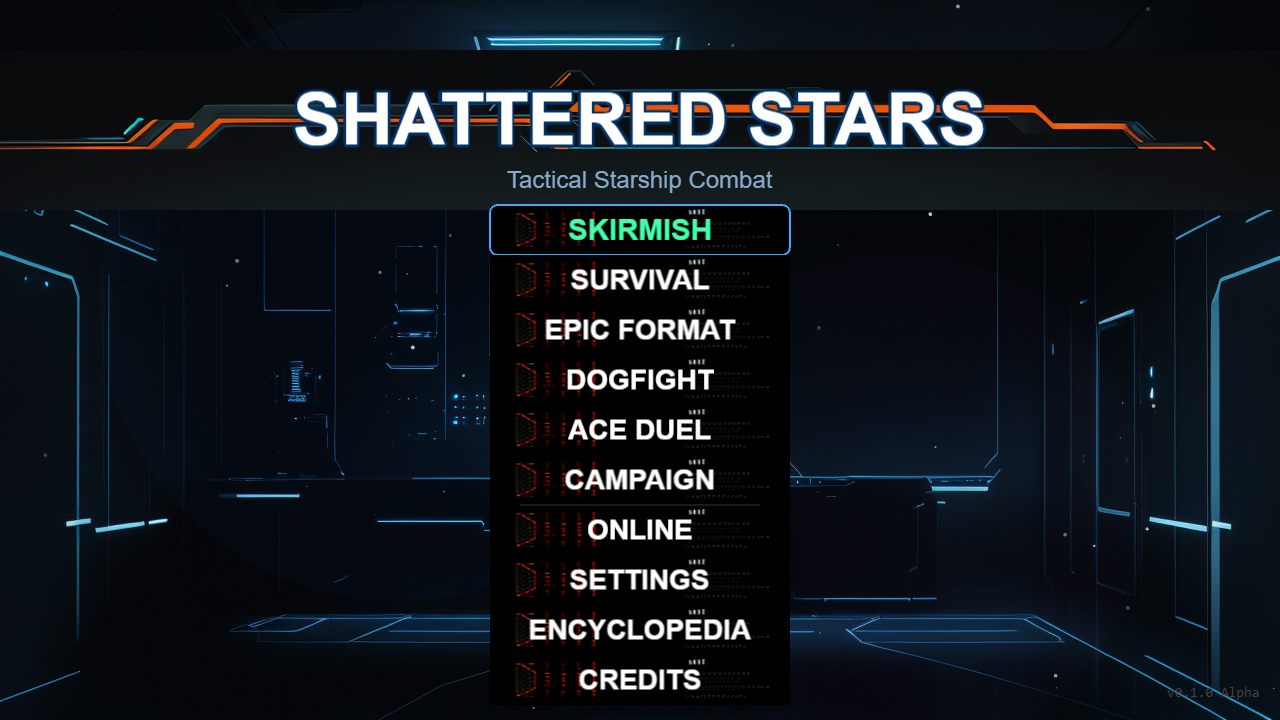 SHATTERED STARS
Tactical Starship Combat
SKIRMISH
SURVIVAL
EPIC FORMAT
DOGFIGHT
ACE DUEL
CAMPAIGN
ONLINE
SETTINGS
ENCYCLOPEDIA
CREDITS
v0.1.0 Alpha